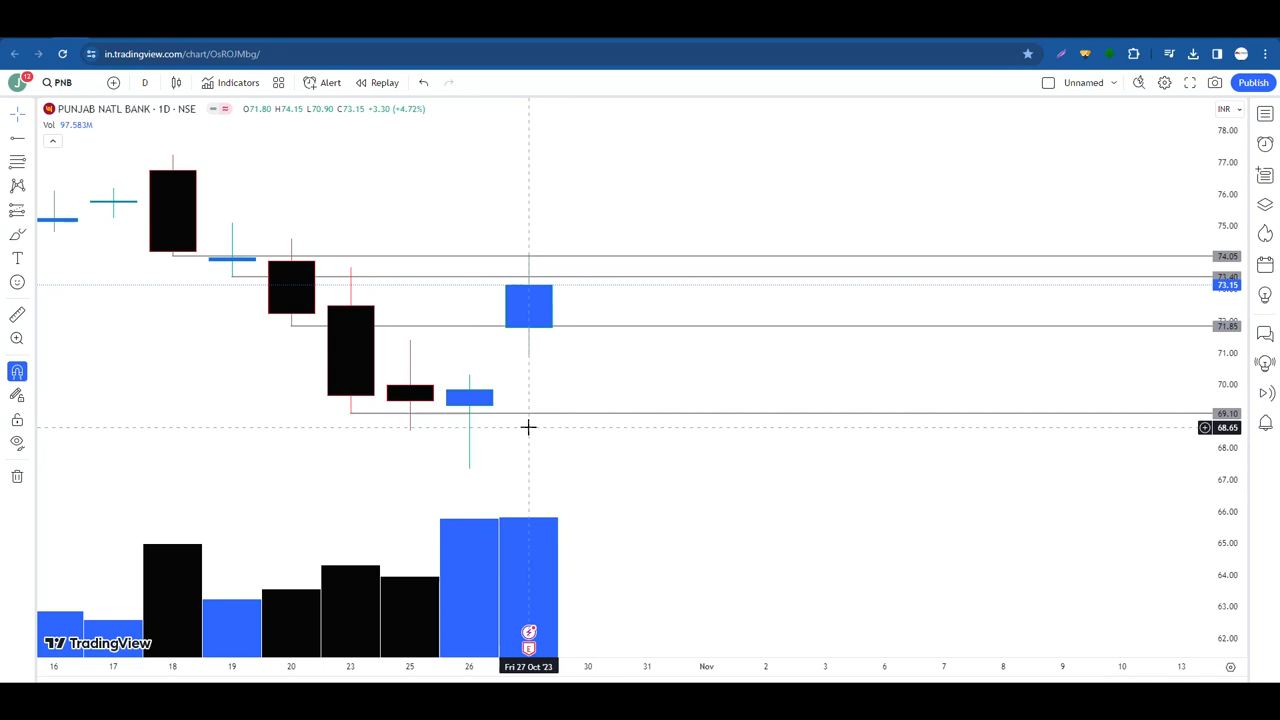 in.tradingview.com/chart/OsROJMbg/
12
PNB
D
Indicators
Alert
Replay
Unnamed
Publish
PUNJAB NATL BANK · 1D · NSE
O71.80 H74.15 L70.90 C73.15 +3.30 (+4.72%)
INR
Vol 97.583M
78.00
77.00
76.00
75.00
74.05
73.40
73.15
71.85
71.00
70.00
69.10
68.65
68.00
67.00
66.00
65.00
64.00
63.00
62.00
TradingView
E
16
17
18
19
20
23
25
26
Fri 27 Oct '23
30
31
Nov
2
3
6
7
8
9
10
13